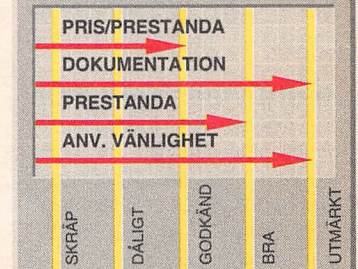 PRIS/PRESTANDA
DOKUMENTATION
PRESTANDA
ANV. VÄNLIGHET
SKRÄP
DÅLIGT
GODKÄND
BRA
UTMÄRKT